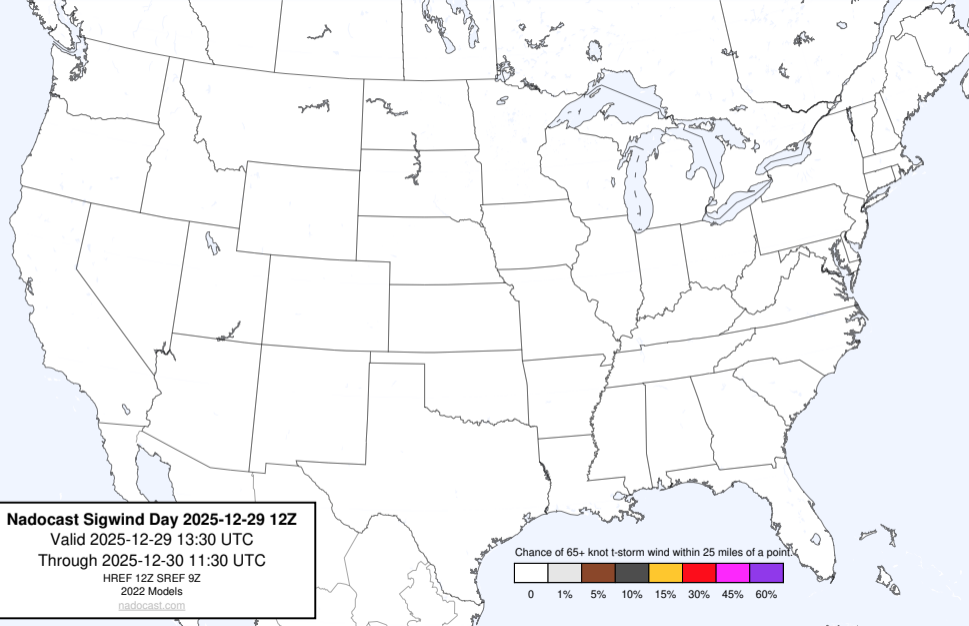 Nadocast Sigwind Day 2025-12-29 12Z
Valid 2025-12-29 13:30 UTC
Through 2025-12-30 11:30 UTC
HREF 12Z SREF 9Z
2022 Models
nadocast.com
Chance of 65+ knot t-storm wind within 25 miles of a point.
0 1% 5% 10% 15% 30% 45% 60%